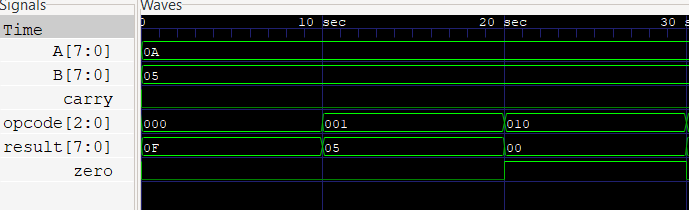 Signals Waves
Time 0 10 sec 20 sec 30 s
A[7:0] 0A
B[7:0] 05
carry
opcode[2:0] 000 001 010
result[7:0] 0F 05 00
zero